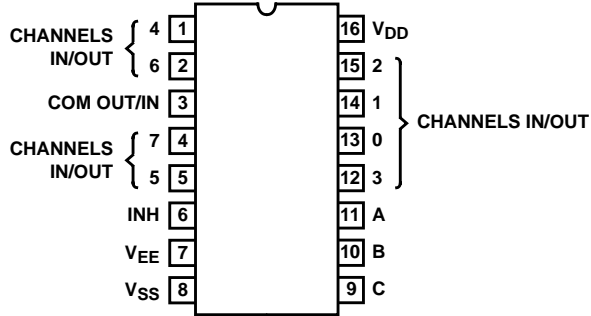 CHANNELS IN/OUT
4 1
6 2
COM OUT/IN 3
CHANNELS IN/OUT
7 4
5 5
INH 6
VEE 7
VSS 8
16 VDD
15 2
14 1
13 0
12 3
CHANNELS IN/OUT
11 A
10 B
9 C